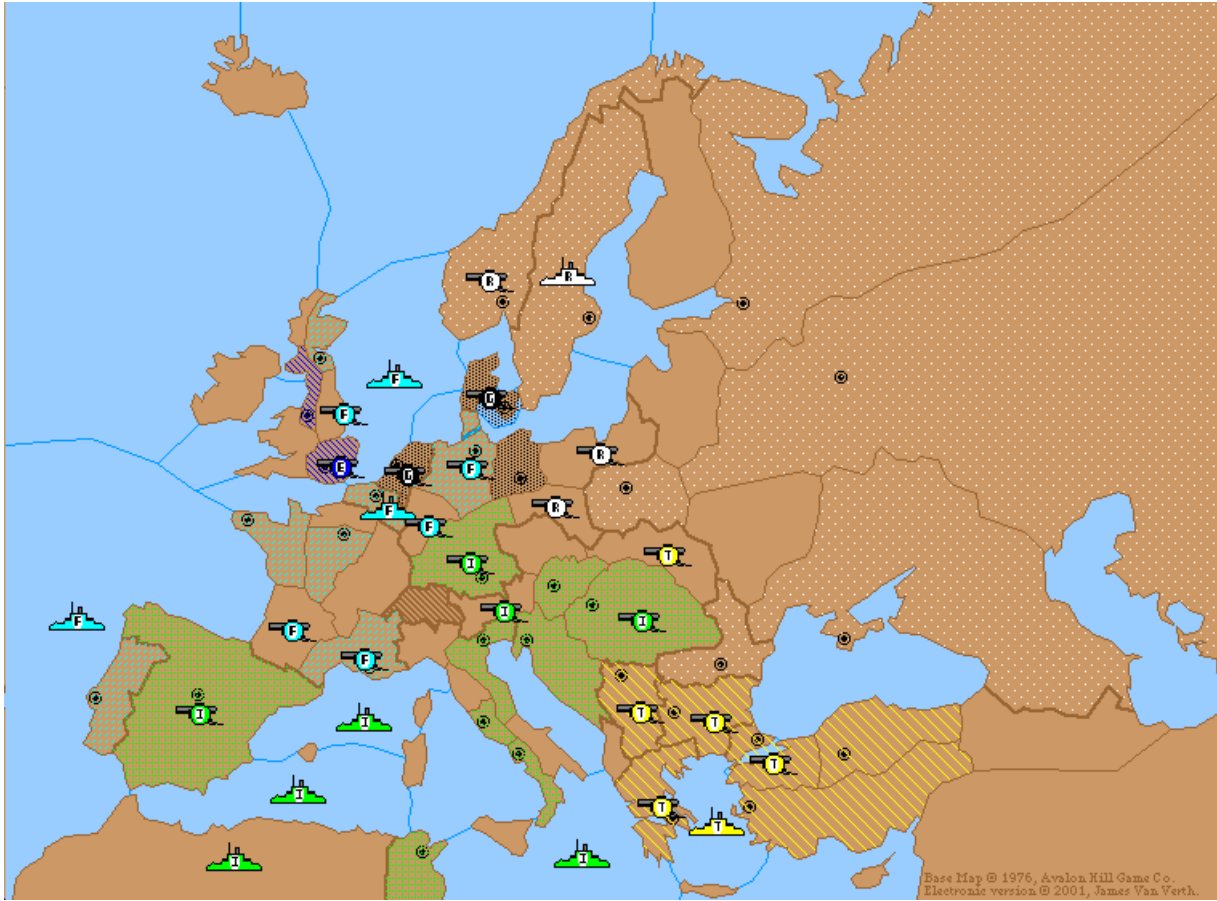 R
R
F
G
F
R
E
F
G
R
F
F
T
I
I
F
I
F
F
T
I
T
I
T
I
T
T
I
I
Base Map © 1976, Avalon Hill Game Co.
Electronic version © 2001, James Van Verth.